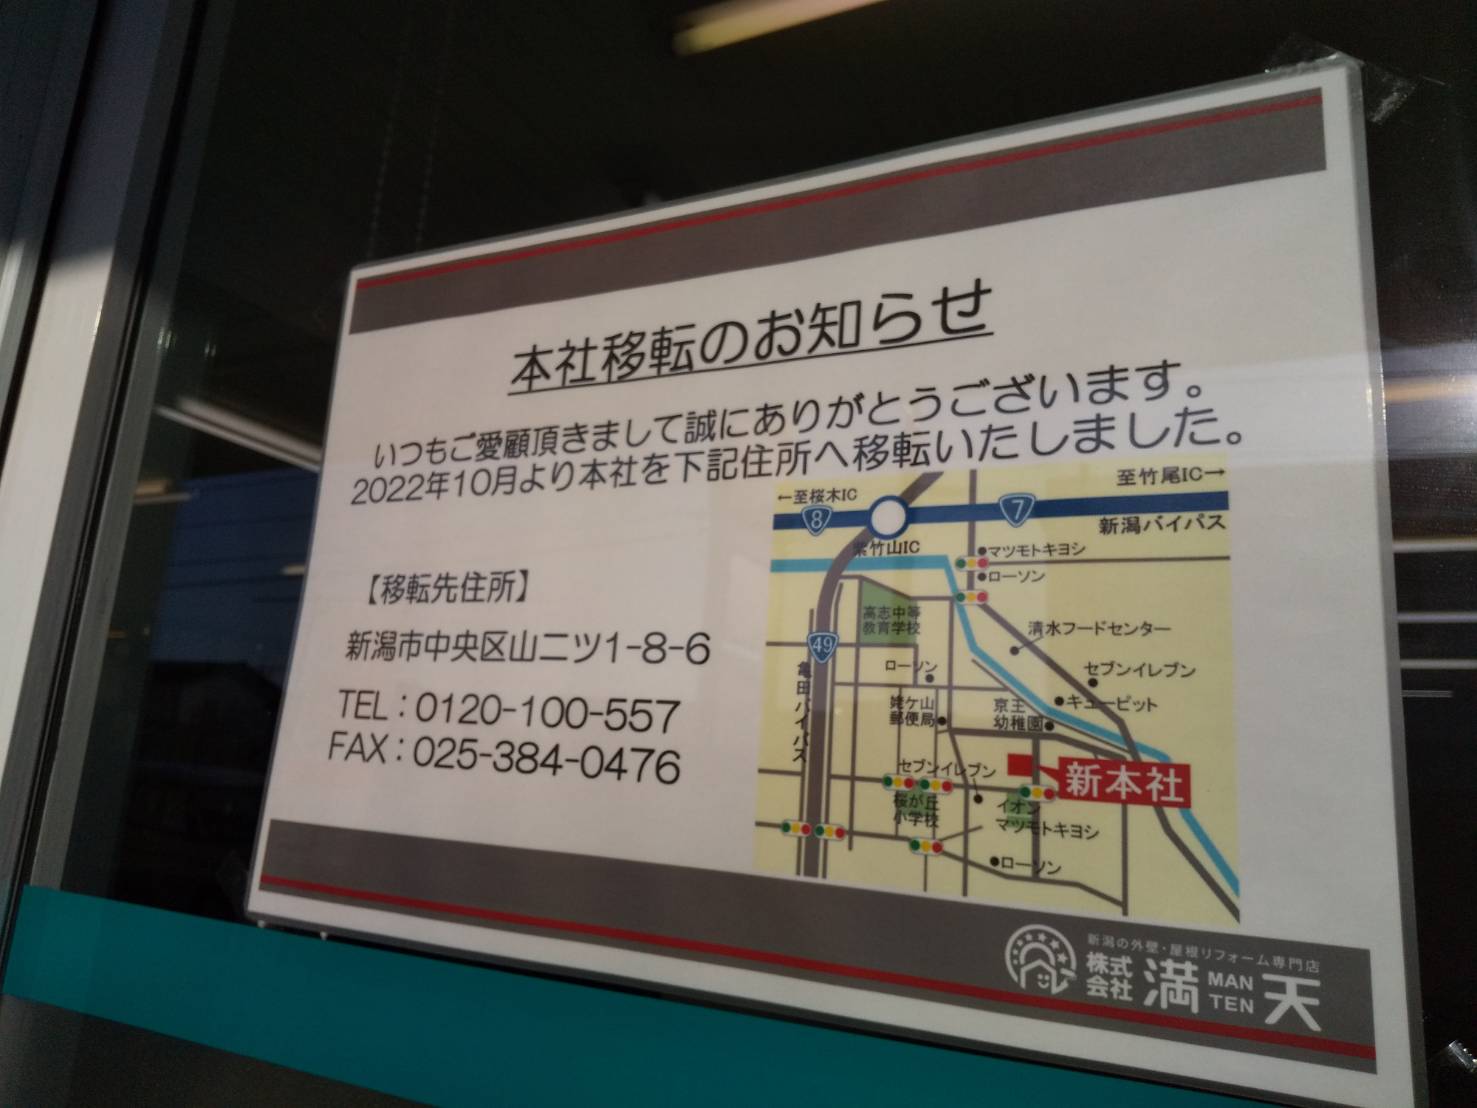 本社移転のお知らせ
いつもご愛顧頂きまして誠にありがとうございます。
2022年10月より本社を下記住所へ移転いたしました。
【移転先住所】
新潟市中央区山二ツ1-8-6
TEL：0120-100-557
FAX：025-384-0476
←至桜木IC
至竹尾IC→
8
7
新潟バイパス
紫竹山IC
マツモトキヨシ
ローソン
高志中等
教育学校
清水フードセンター
49
ローソン
セブンイレブン
亀田バイパス
姥ケ山
郵便局
京王
幼稚園
キューピット
セブンイレブン
新本社
桜が丘
小学校
イオン
マツモトキヨシ
ローソン
新潟の外壁・屋根リフォーム専門店
株式
会社
満天
MAN
TEN